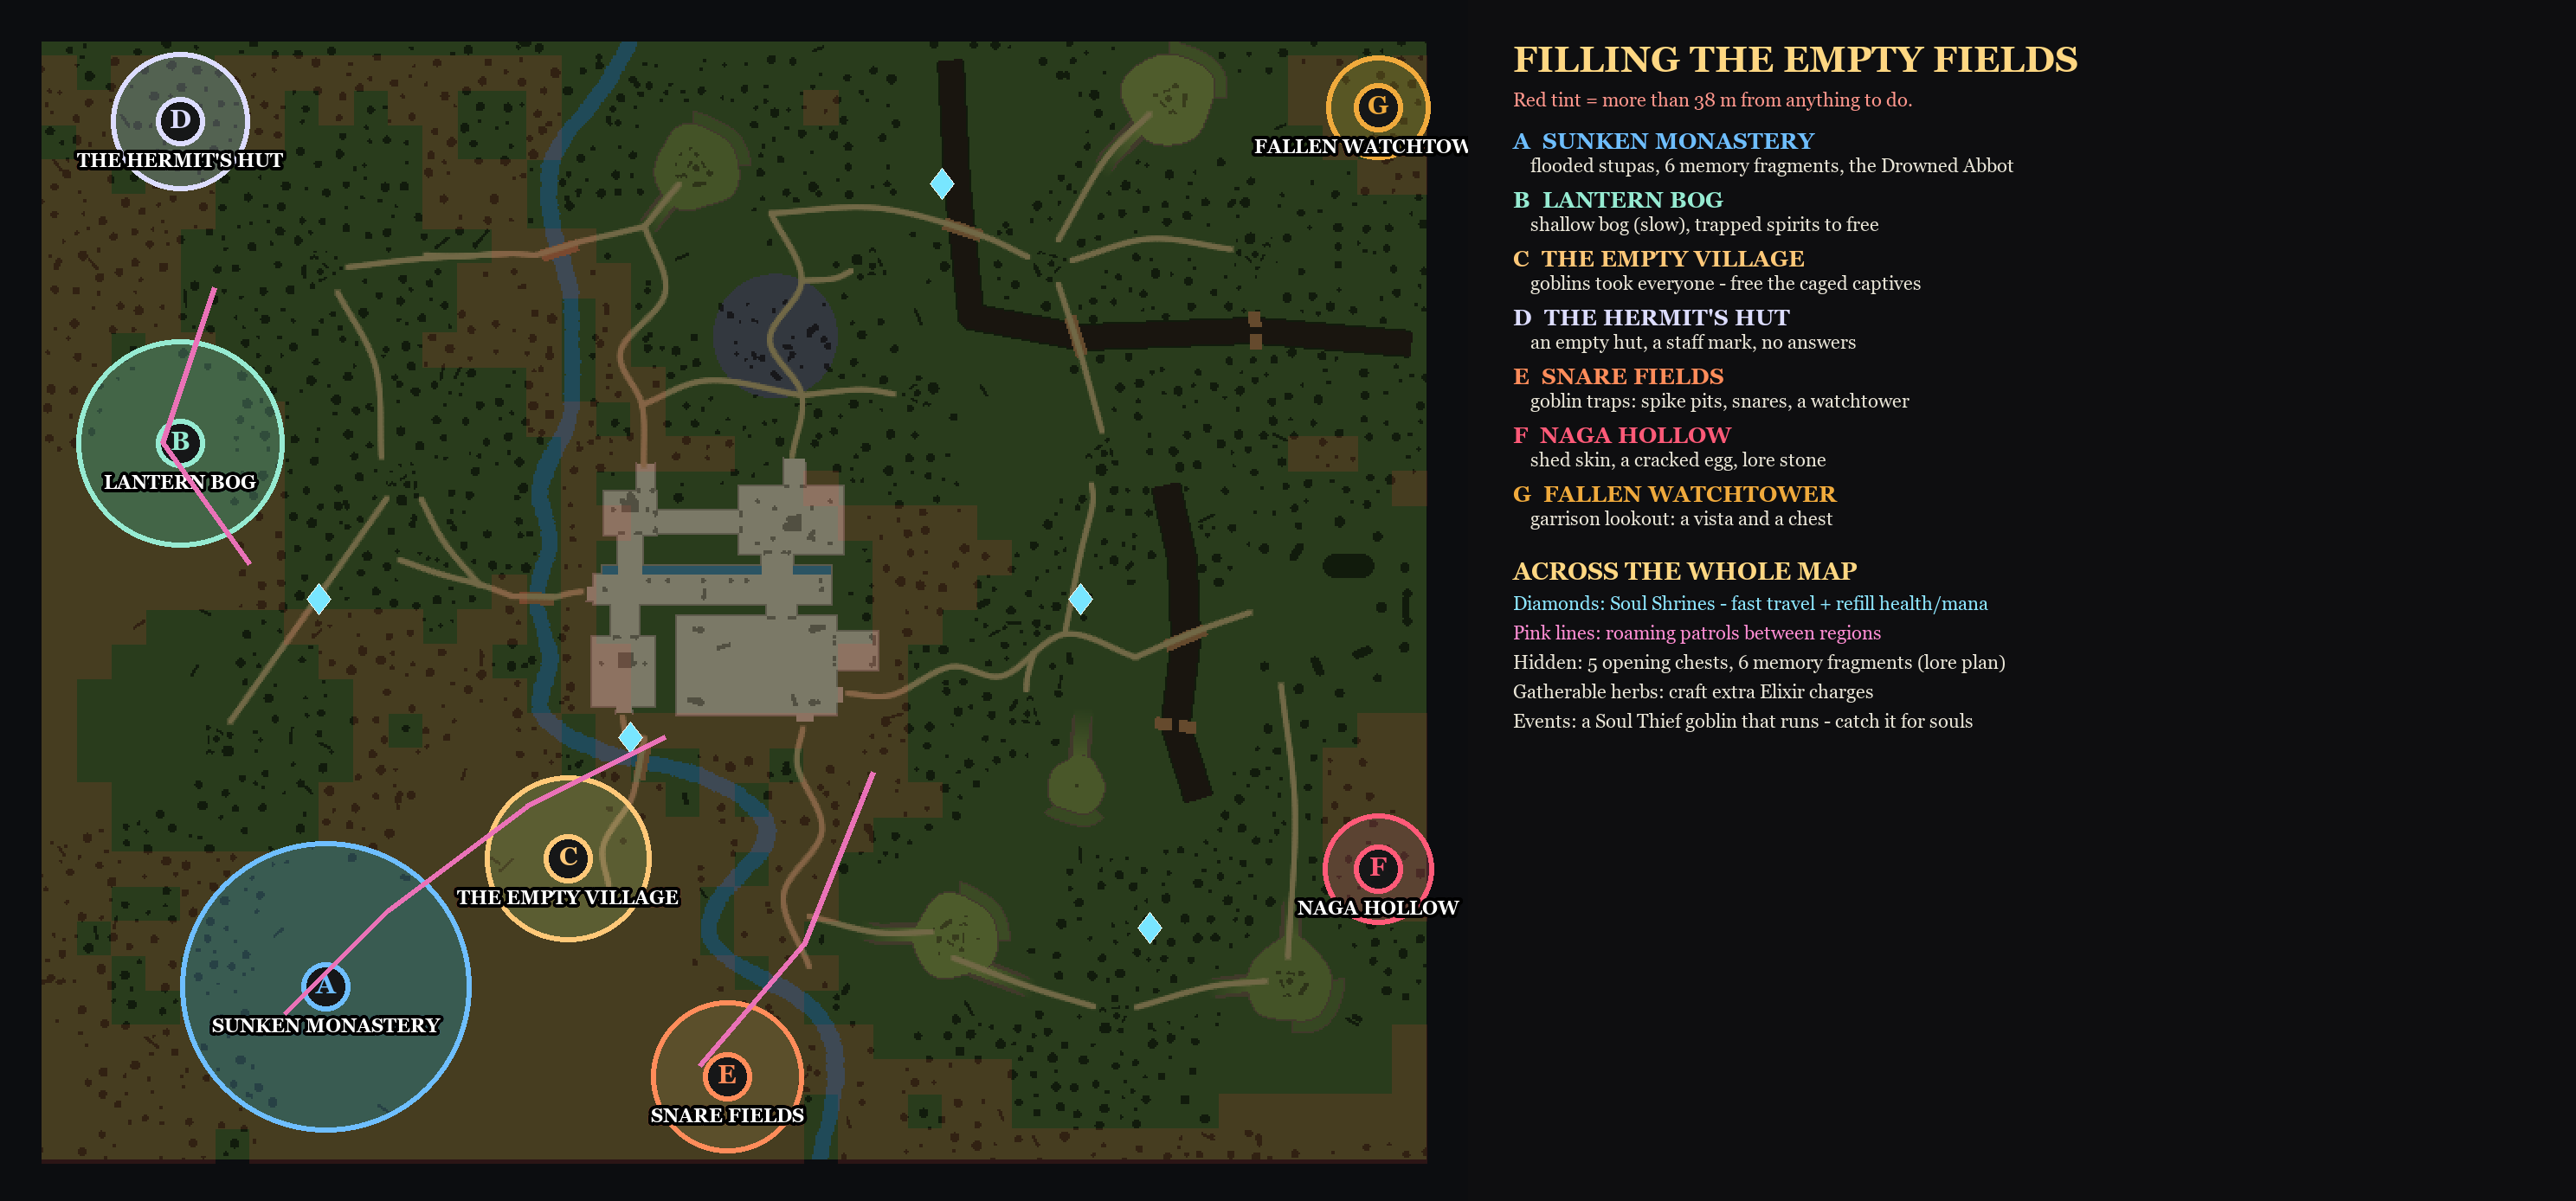 D
THE HERMIT'S HUT
G
FALLEN WATCHTOW
B
LANTERN BOG
C
THE EMPTY VILLAGE
F
NAGA HOLLOW
A
SUNKEN MONASTERY
E
SNARE FIELDS
FILLING THE EMPTY FIELDS
Red tint = more than 38 m from anything to do.
A SUNKEN MONASTERY
flooded stupas, 6 memory fragments, the Drowned Abbot
B LANTERN BOG
shallow bog (slow), trapped spirits to free
C THE EMPTY VILLAGE
goblins took everyone - free the caged captives
D THE HERMIT'S HUT
an empty hut, a staff mark, no answers
E SNARE FIELDS
goblin traps: spike pits, snares, a watchtower
F NAGA HOLLOW
shed skin, a cracked egg, lore stone
G FALLEN WATCHTOWER
garrison lookout: a vista and a chest
ACROSS THE WHOLE MAP
Diamonds: Soul Shrines - fast travel + refill health/mana
Pink lines: roaming patrols between regions
Hidden: 5 opening chests, 6 memory fragments (lore plan)
Gatherable herbs: craft extra Elixir charges
Events: a Soul Thief goblin that runs - catch it for souls